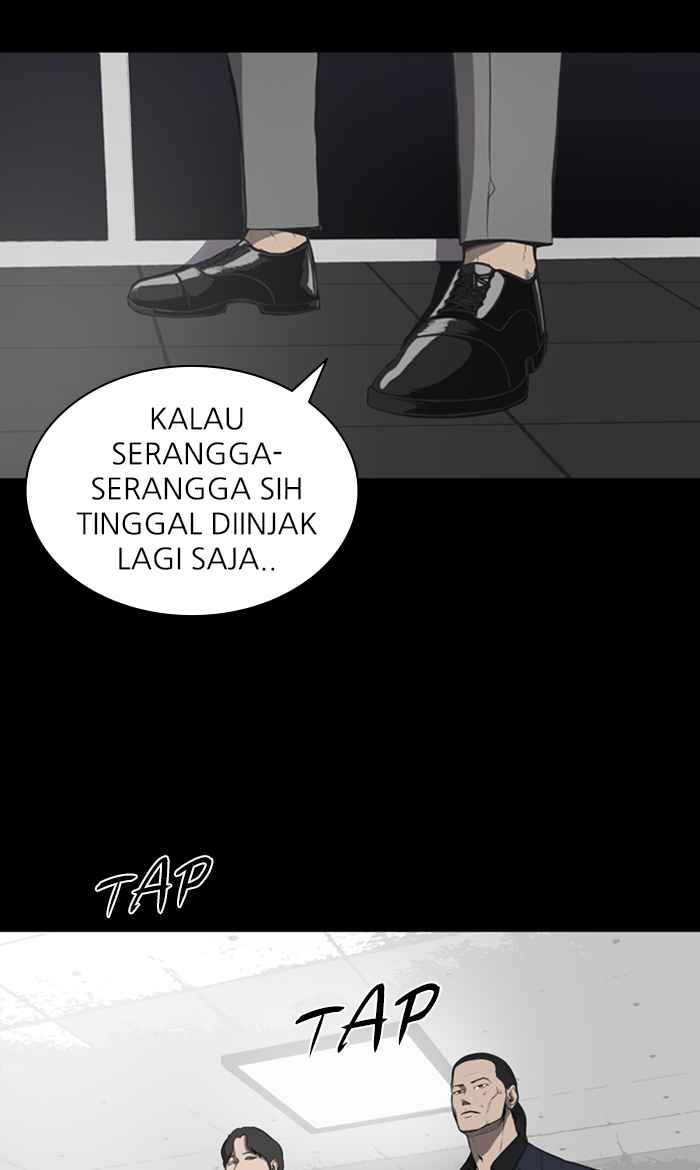 KALAU
SERANGGA-
SERANGGA SIH
TINGGAL DIINJAK
LAGI SAJA..
TAP
TAP